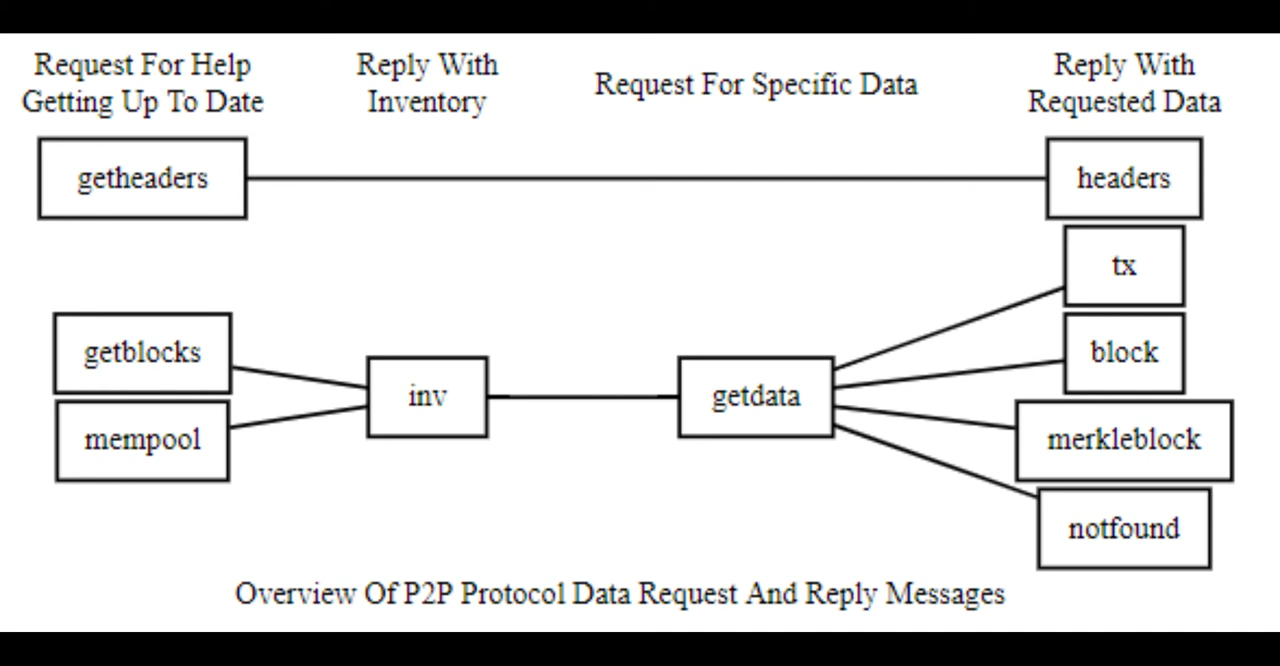 Request For Help
Getting Up To Date
Reply With
Inventory
Request For Specific Data
Reply With
Requested Data
getheaders
headers
tx
getblocks
block
inv
getdata
mempool
merkleblock
notfound
Overview Of P2P Protocol Data Request And Reply Messages